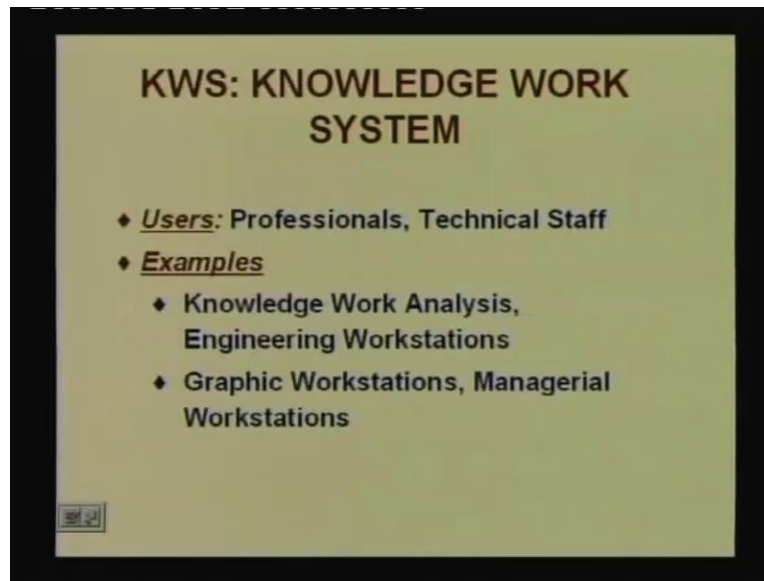 KWS: KNOWLEDGE WORK
SYSTEM
Users: Professionals, Technical Staff
Examples
Knowledge Work Analysis,
Engineering Workstations
Graphic Workstations, Managerial
Workstations